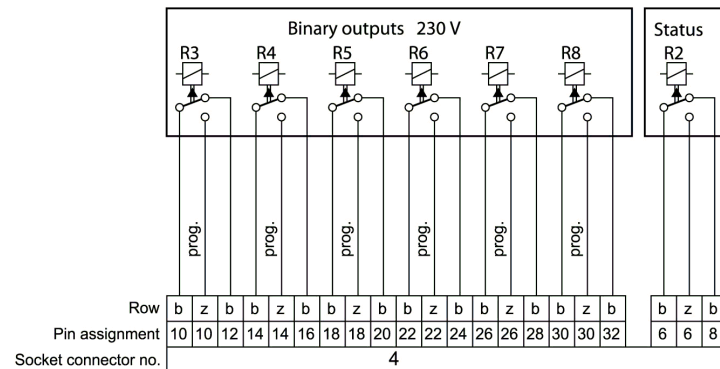 Binary outputs 230 V
Status
R3 R4 R5 R6 R7 R8 R2
prog. prog. prog. prog. prog. prog.
Row b z b b z b b z b b z b b z b b z b b z b
Pin assignment 10 10 12 14 14 16 18 18 20 22 22 24 26 26 28 30 30 32 6 6 8
Socket connector no. 4